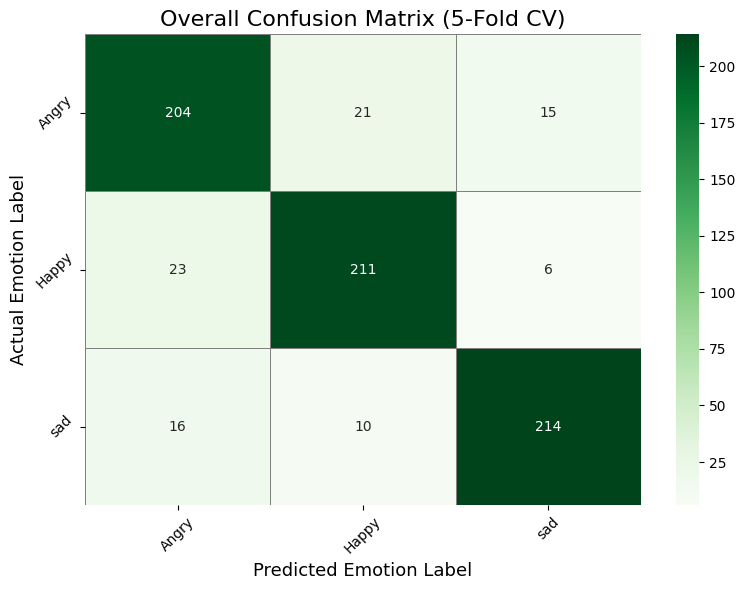 Overall Confusion Matrix (5-Fold CV)
Actual Emotion Label
Angry
204 21 15
Happy
23 211 6
sad
16 10 214
Angry Happy sad
Predicted Emotion Label
200
175
150
125
100
75
50
25